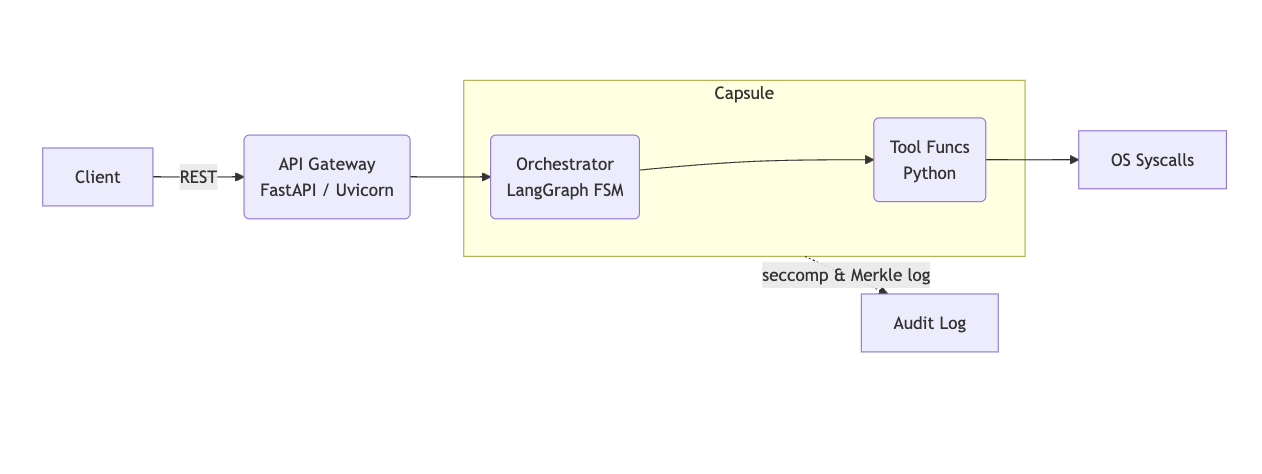 Capsule
Client
REST
API Gateway
FastAPI / Uvicorn
Orchestrator
LangGraph FSM
Tool Funcs
Python
OS Syscalls
seccomp & Merkle log
Audit Log